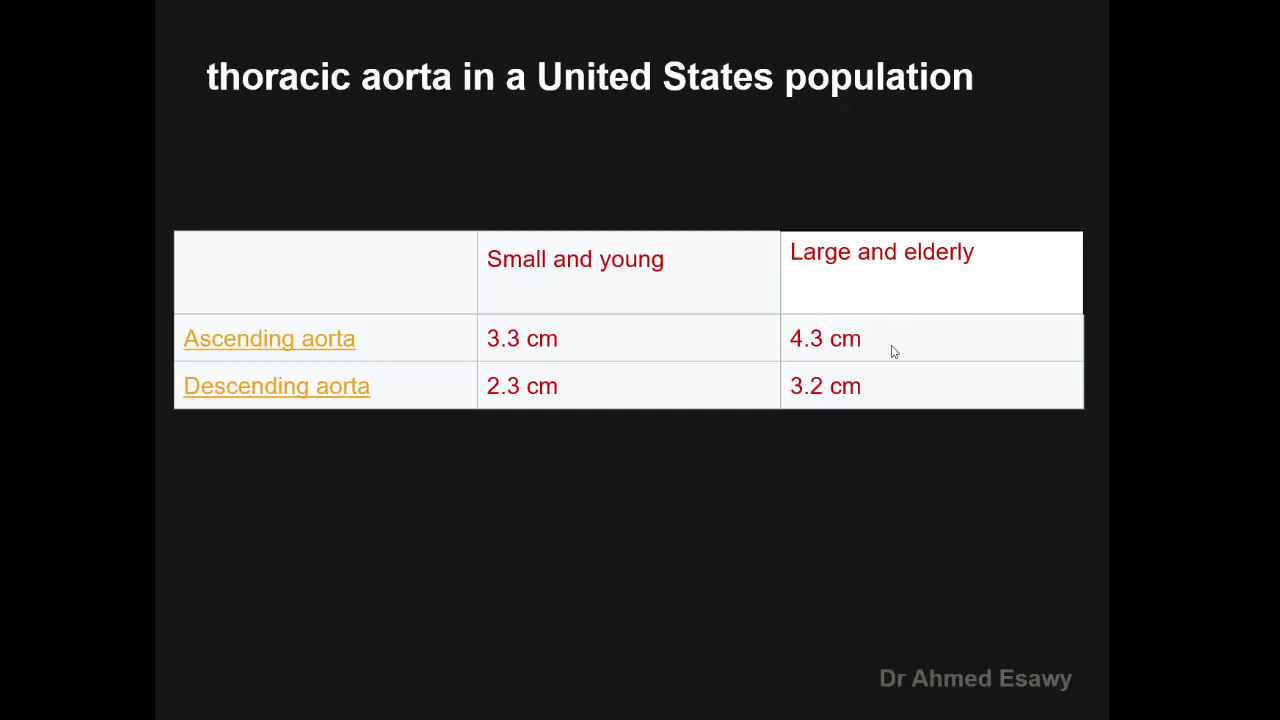 thoracic aorta in a United States population
Small and young
Large and elderly
Ascending aorta
3.3 cm
4.3 cm
Descending aorta
2.3 cm
3.2 cm
Dr Ahmed Esawy